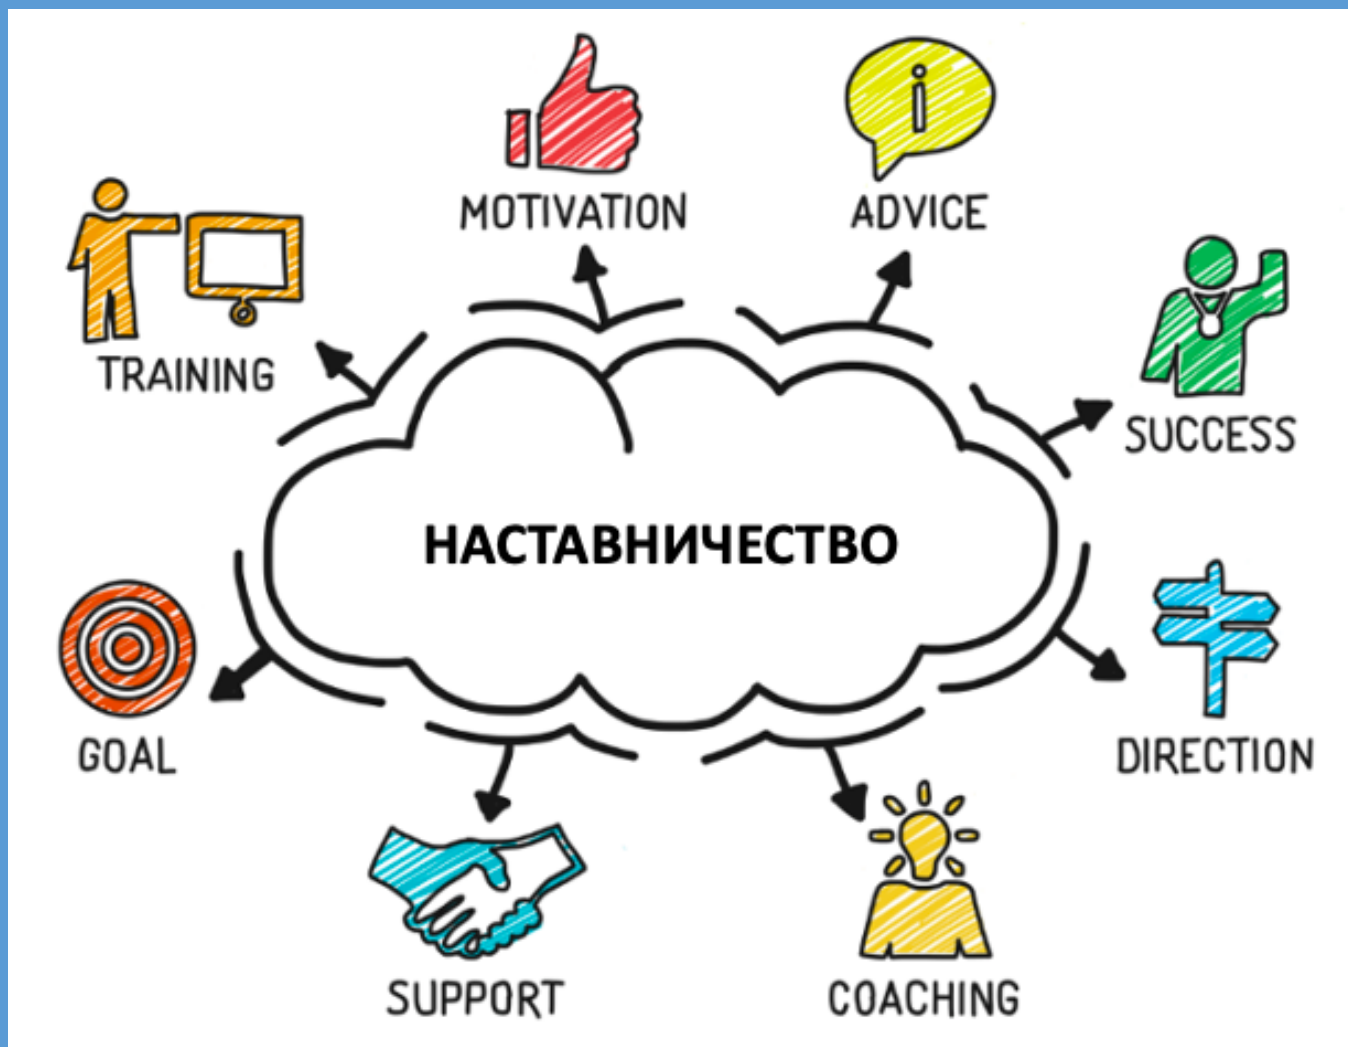 MOTIVATION
ADVICE
TRAINING
SUCCESS
НАСТАВНИЧЕСТВО
GOAL
DIRECTION
SUPPORT
COACHING